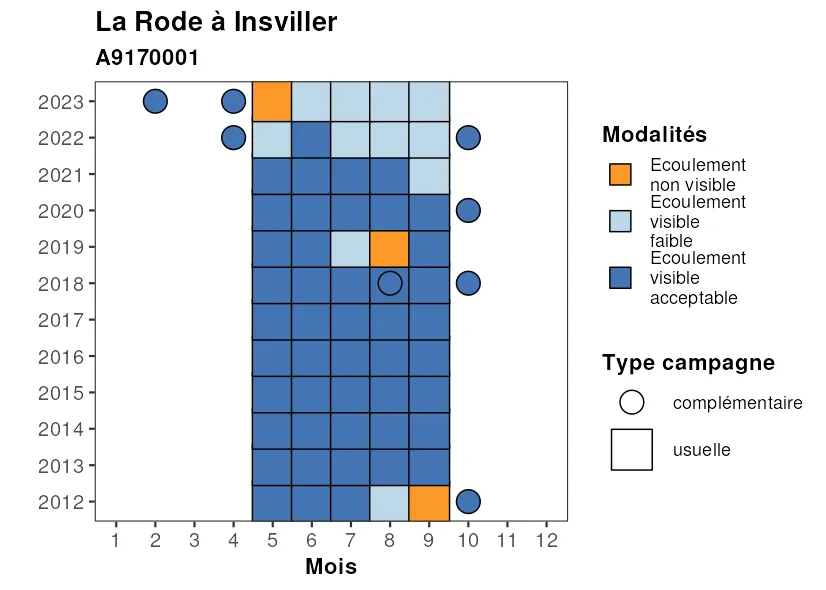 La Rode à Insviller
A9170001
2023
2022
2021
2020
2019
2018
2017
2016
2015
2014
2013
2012
1 2 3 4 5 6 7 8 9 10 11 12
Mois
Modalités
Ecoulement
non visible
Ecoulement
visible
faible
Ecoulement
visible
acceptable
Type campagne
complémentaire
usuelle